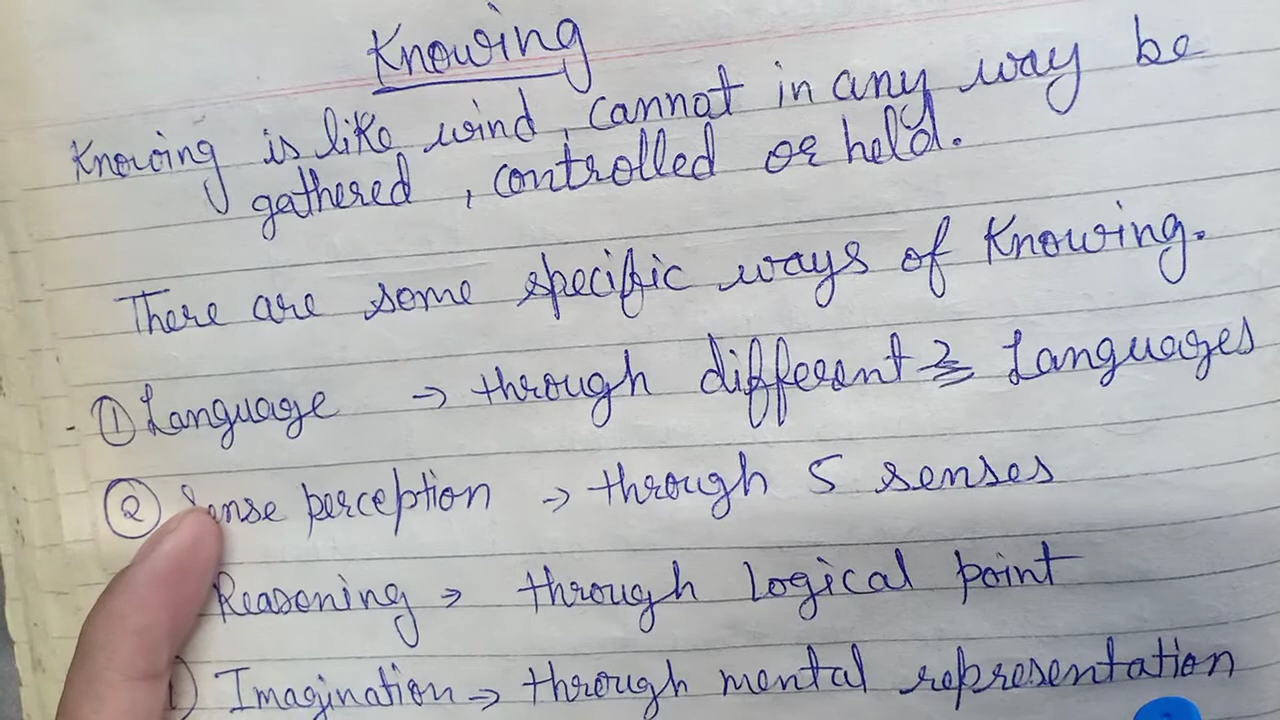 Knowing
Knowing is like wind, cannot in any way be
gathered, controlled or held.
There are some specific ways of Knowing.
① Language → through different Languages
② Sense perception → through 5 senses
Reasoning → through Logical point
Imagination → through mental representation